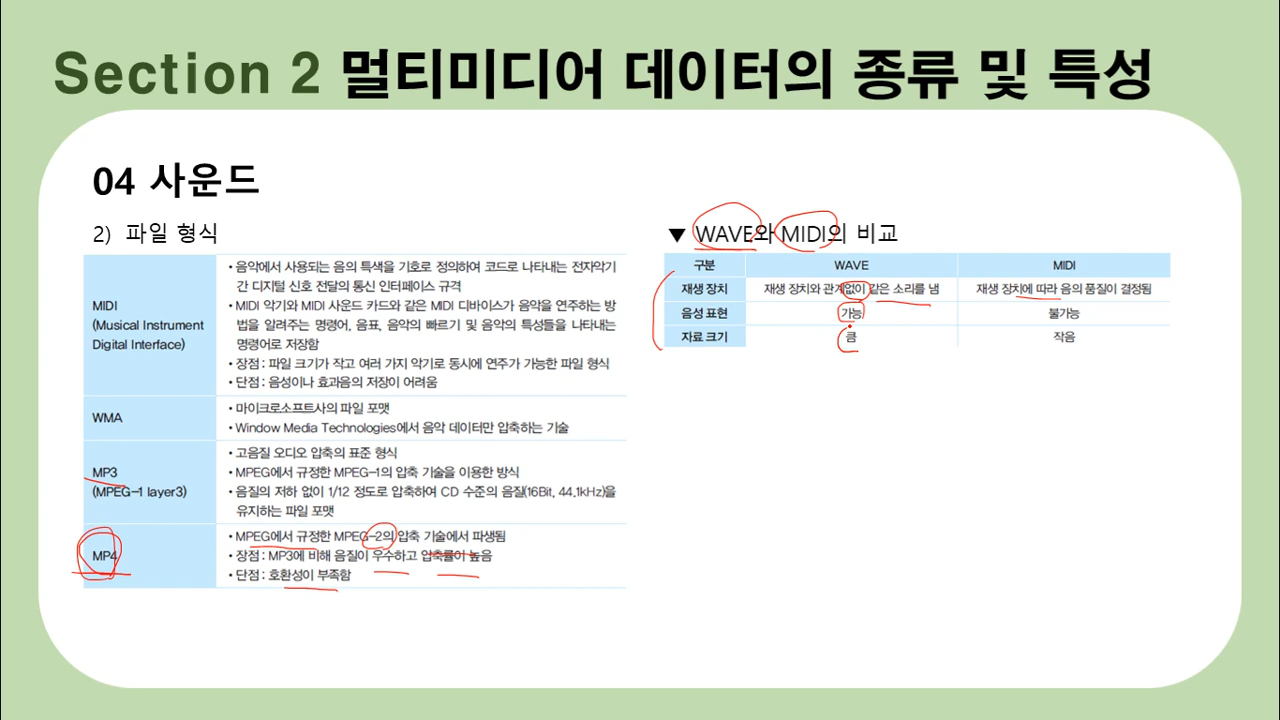 Section 2 멀티미디어 데이터의 종류 및 특성
04 사운드
2) 파일 형식
MIDI
(Musical Instrument
Digital Interface)
• 음악에서 사용되는 음의 특색을 기호로 정의하여 코드로 나타내는 전자악기
간 디지털 신호 전달의 통신 인터페이스 규격
• MIDI 악기와 MIDI 사운드 카드와 같은 MIDI 디바이스가 음악을 연주하는 방
법을 알려주는 명령어, 음표, 음악의 빠르기 및 음악의 특성들을 나타내는
명령어로 저장함
• 장점 : 파일 크기가 작고 여러 가지 악기로 동시에 연주가 가능한 파일 형식
• 단점 : 음성이나 효과음의 저장이 어려움
WMA
• 마이크로소프트사의 파일 포맷
• Window Media Technologies에서 음악 데이터만 압축하는 기술
MP3
(MPEG-1 layer3)
• 고음질 오디오 압축의 표준 형식
• MPEG에서 규정한 MPEG-1의 압축 기술을 이용한 방식
• 음질의 저하 없이 1/12 정도로 압축하여 CD 수준의 음질(16Bit, 44.1kHz)을
유지하는 파일 포맷
MP4
• MPEG에서 규정한 MPEG-2의 압축 기술에서 파생됨
• 장점 : MP3에 비해 음질이 우수하고 압축률이 높음
• 단점 : 호환성이 부족함
▼ WAVE와 MIDI의 비교
구분 WAVE MIDI
재생 장치 재생 장치와 관계없이 같은 소리를 냄 재생 장치에 따라 음의 품질이 결정됨
음성 표현 가능 불가능
자료 크기 큼 작음